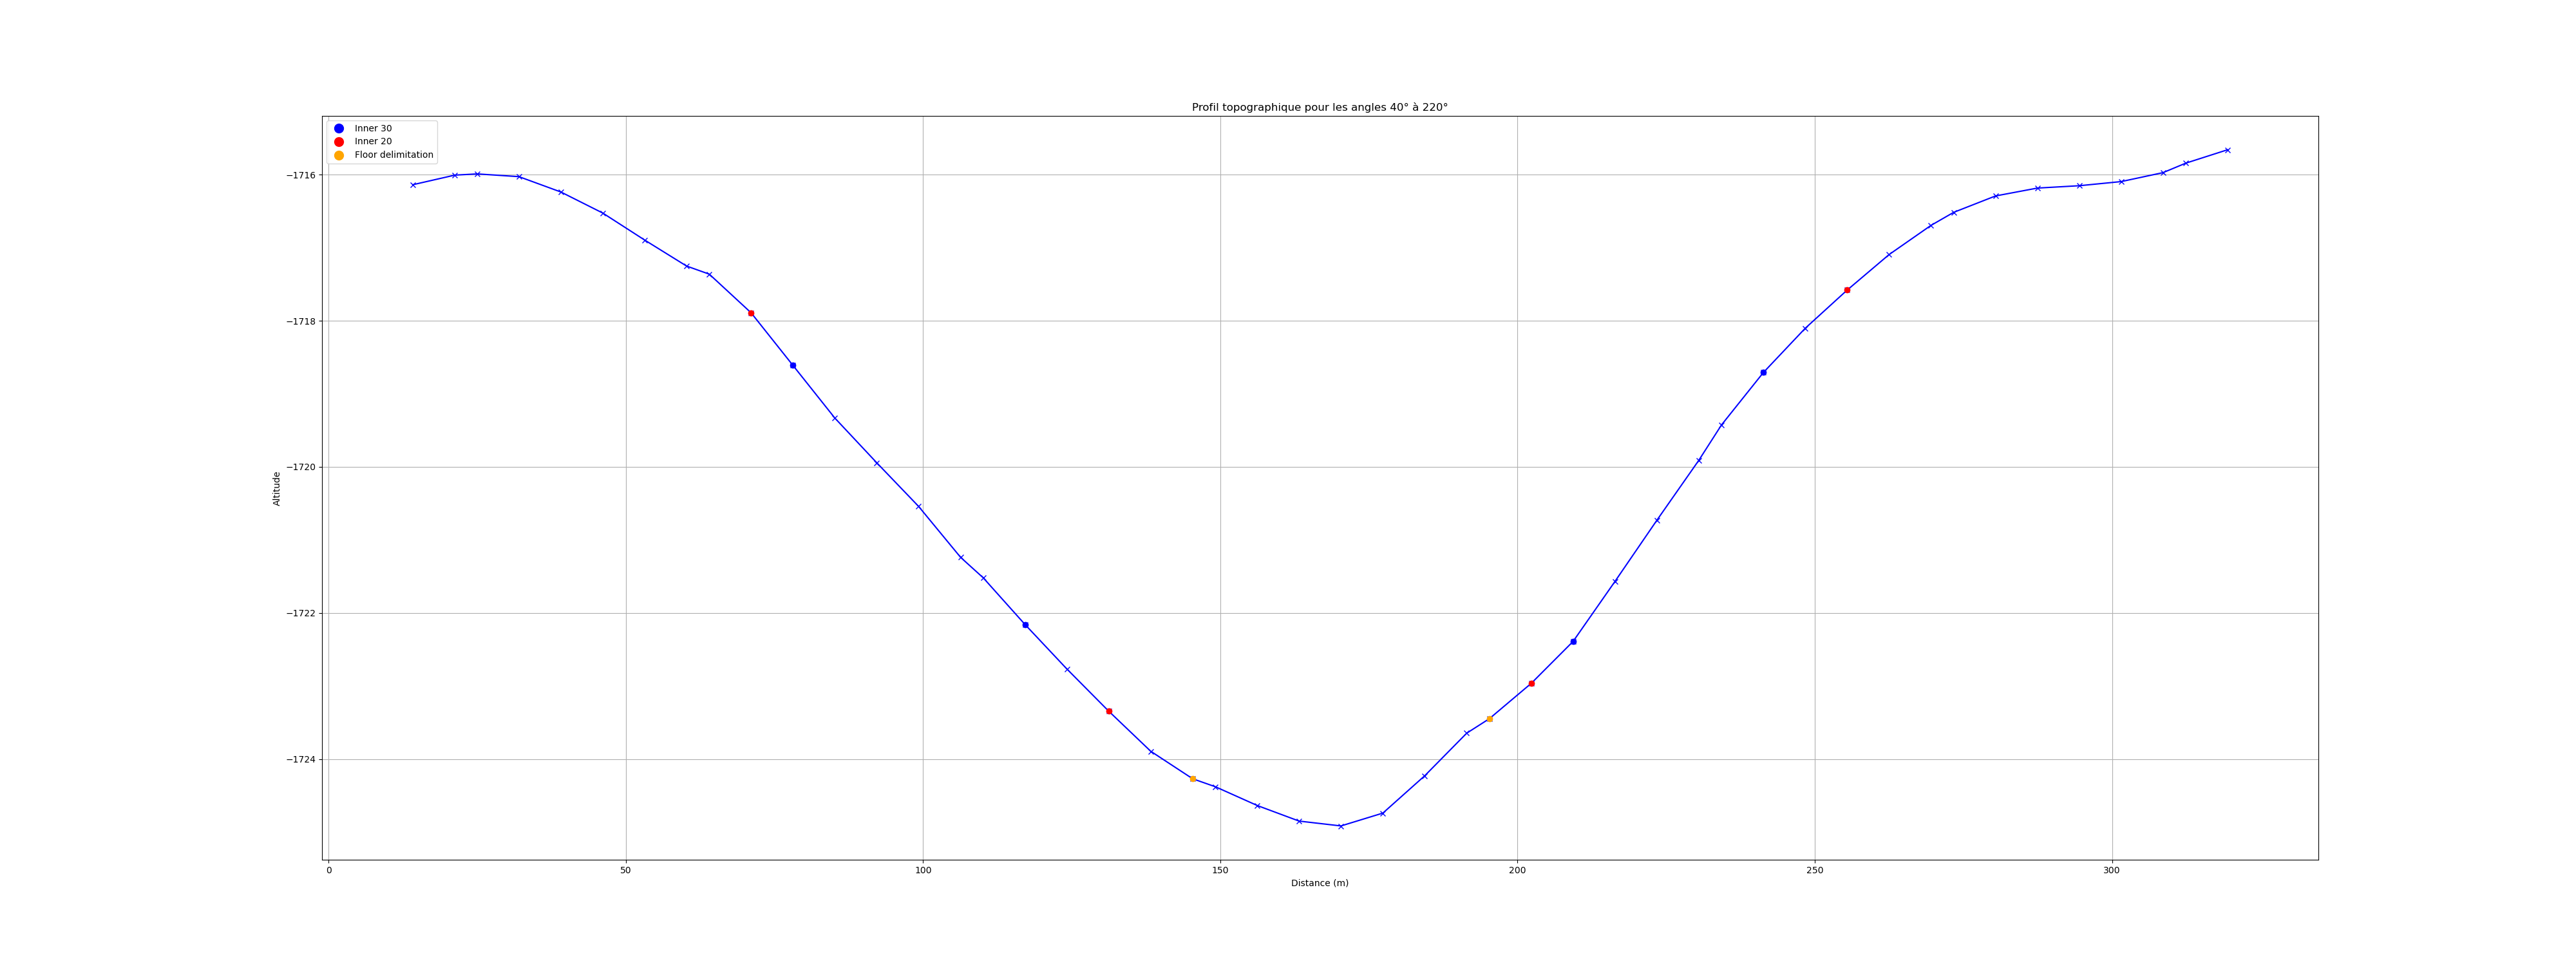 Profil topographique pour les angles 40° à 220°
Inner 30
Inner 20
Floor delimitation
Altitude
−1716
−1718
−1720
−1722
−1724
0 50 100 150 200 250 300
Distance (m)